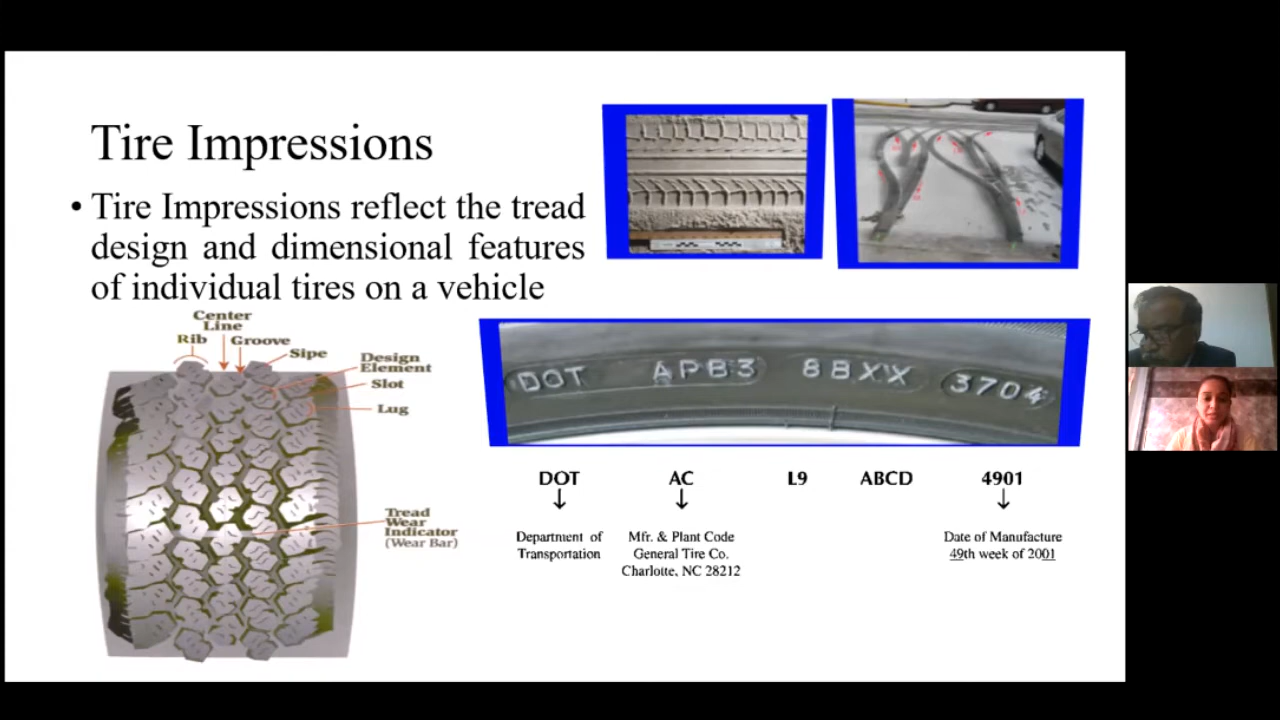 Tire Impressions
• Tire Impressions reflect the tread
design and dimensional features
of individual tires on a vehicle
Center
Line
Rib
Groove
Sipe
Design
Element
Slot
Lug
Tread
Wear
Indicator
(Wear Bar)
DOT APB3 8BXX 3704
DOT AC L9 ABCD 4901
Department of
Transportation
Mfr. & Plant Code
General Tire Co.
Charlotte, NC 28212
Date of Manufacture
49th week of 2001